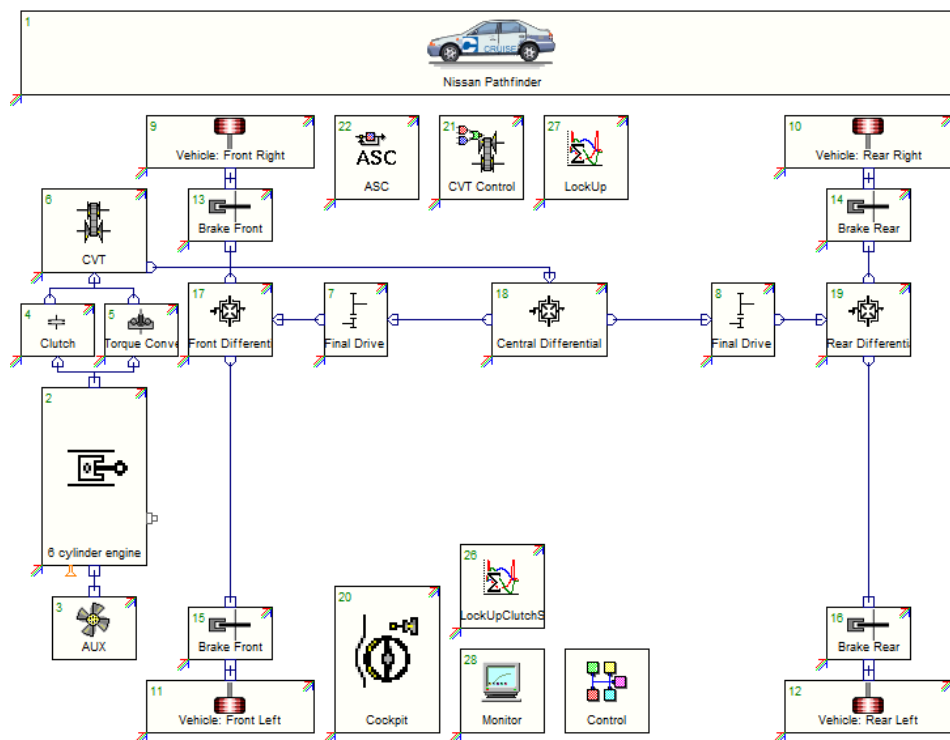 1
C CRUISE
Nissan Pathfinder
9
Vehicle: Front Right
22
ASC
ASC
21
CVT Control
27
LockUp
10
Vehicle: Rear Right
6
CVT
13
Brake Front
14
Brake Rear
4
Clutch
5
Torque Conve
17
Front Differenti
7
Final Drive
18
Central Differential
8
Final Drive
19
Rear Differenti
2
6 cylinder engine
3
AUX
15
Brake Front
20
Cockpit
26
LockUpClutchS
16
Brake Rear
11
Vehicle: Front Left
28
Monitor
Control
12
Vehicle: Rear Left